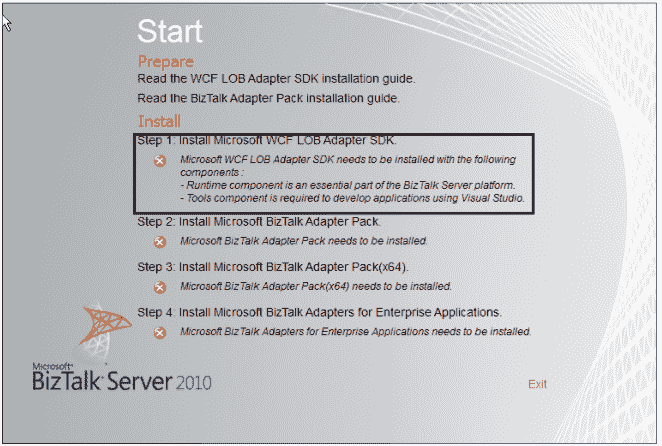 Start
Prepare
Read the WCF LOB Adapter SDK installation guide.
Read the BizTalk Adapter Pack installation guide.
Install
Step 1: Install Microsoft WCF LOB Adapter SDK.
Microsoft WCF LOB Adapter SDK needs to be installed with the following
components :
- Runtime component is an essential part of the BizTalk Server platform.
- Tools component is required to develop applications using Visual Studio.
Step 2: Install Microsoft BizTalk Adapter Pack.
Microsoft BizTalk Adapter Pack needs to be installed.
Step 3: Install Microsoft BizTalk Adapter Pack(x64).
Microsoft BizTalk Adapter Pack(x64) needs to be installed.
Step 4: Install Microsoft BizTalk Adapters for Enterprise Applications.
Microsoft BizTalk Adapters for Enterprise Applications needs to be installed.
Microsoft®
BizTalk® Server 2010
Exit